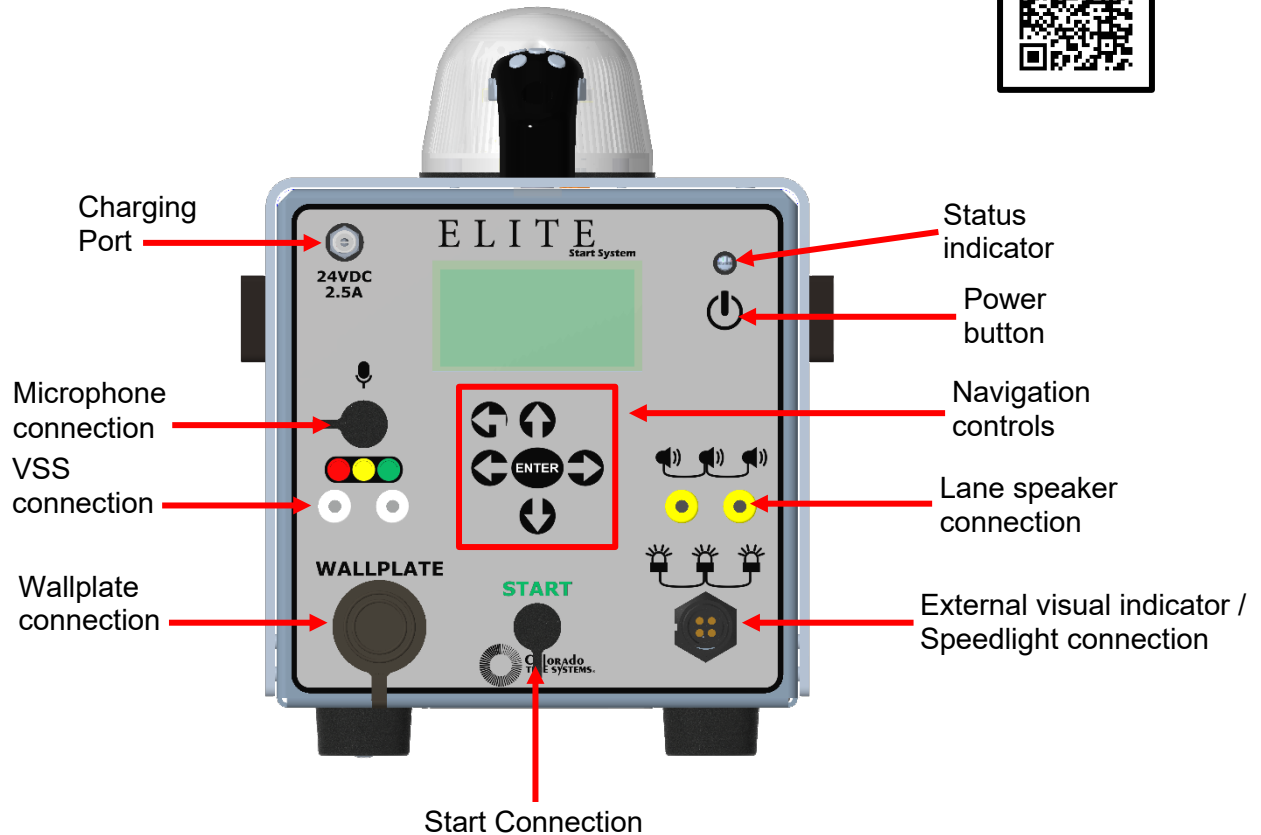 Charging
Port
24VDC
2.5A
ELITE
Start System
Status
indicator
Power
button
Microphone
connection
VSS
connection
Navigation
controls
ENTER
Lane speaker
connection
Wallplate
connection
WALLPLATE
START
External visual indicator /
Speedlight connection
TIME SYSTEMS.
Start Connection